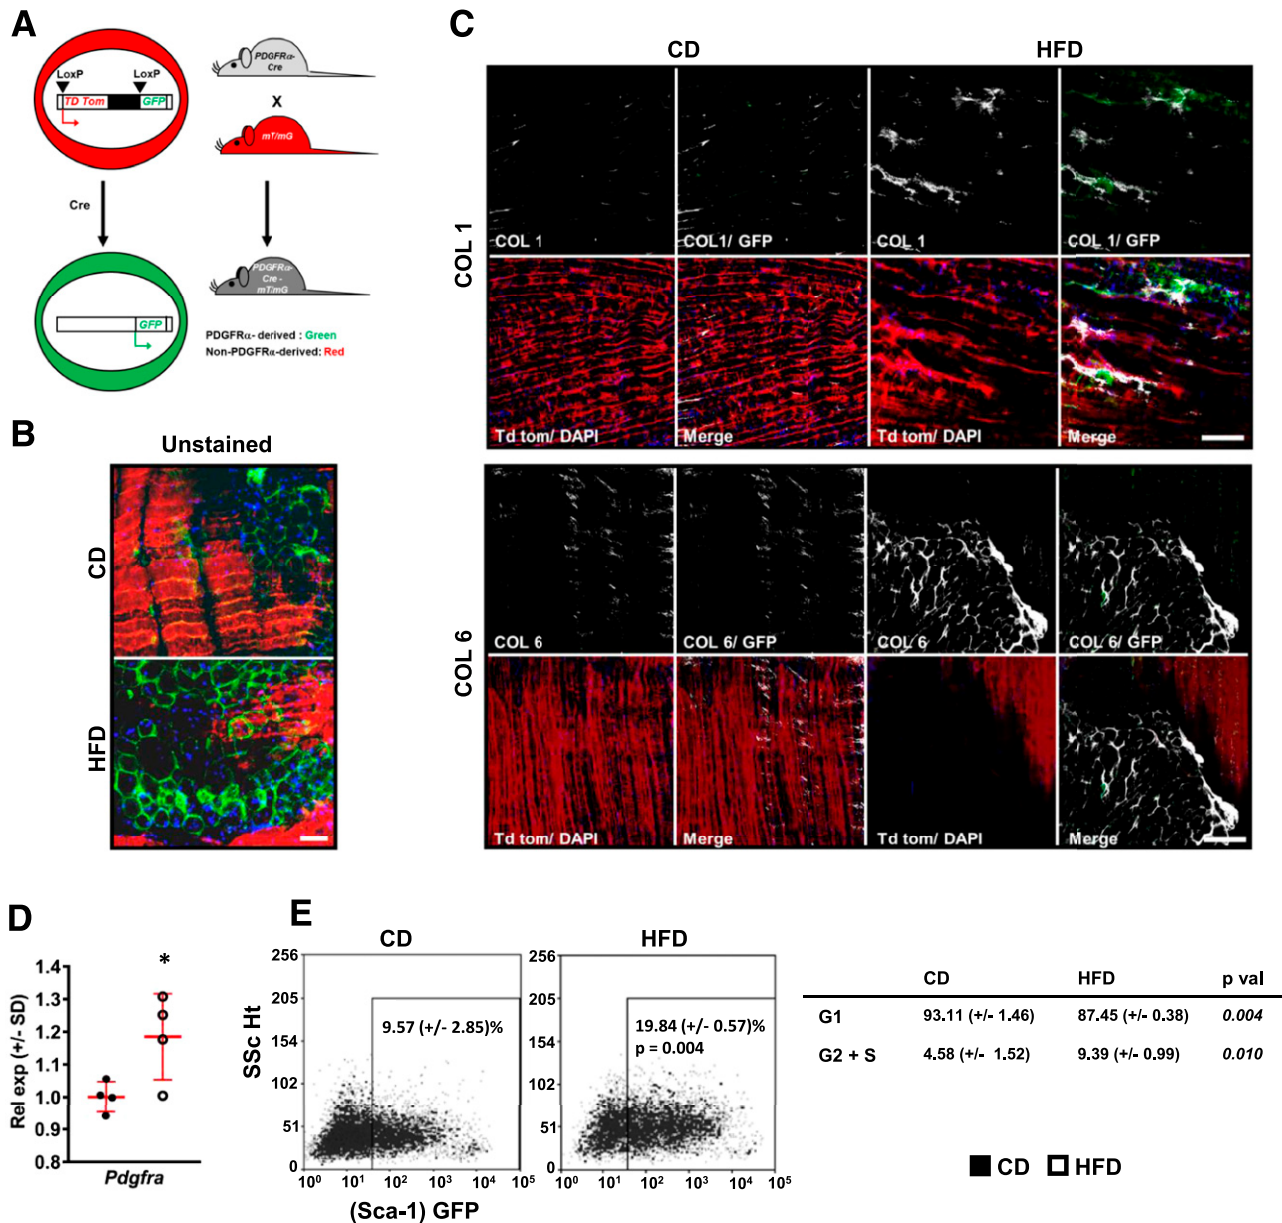 A
LoxP
LoxP
TD Tom
GFP
Cre
GFP
PDGFRα-
Cre
X
mT/mG
PDGFRα-
Cre -
mT/mG
PDGFRα- derived : Green
Non-PDGFRα-derived: Red
B
Unstained
CD
HFD
C
CD
HFD
COL 1
COL 1
COL1/ GFP
COL 1
COL 1/ GFP
Td tom/ DAPI
Merge
Td tom/ DAPI
Merge
COL 6
COL 6
COL 6/ GFP
COL 6
COL 6/ GFP
Td tom/ DAPI
Merge
Td tom/ DAPI
Merge
D
Rel exp (+/- SD)
1.4
1.3
1.2
1.1
1.0
0.9
0.8
*
Pdgfra
E
CD
HFD
SSc Ht
256
205
154
102
51
0
9.57 (+/- 2.85)%
10⁰ 10¹ 10² 10³ 10⁴ 10⁵
256
205
154
102
51
0
19.84 (+/- 0.57)%
p = 0.004
10⁰ 10¹ 10² 10³ 10⁴ 10⁵
(Sca-1) GFP
CD HFD p val
G1 93.11 (+/- 1.46) 87.45 (+/- 0.38) 0.004
G2 + S 4.58 (+/- 1.52) 9.39 (+/- 0.99) 0.010
CD HFD